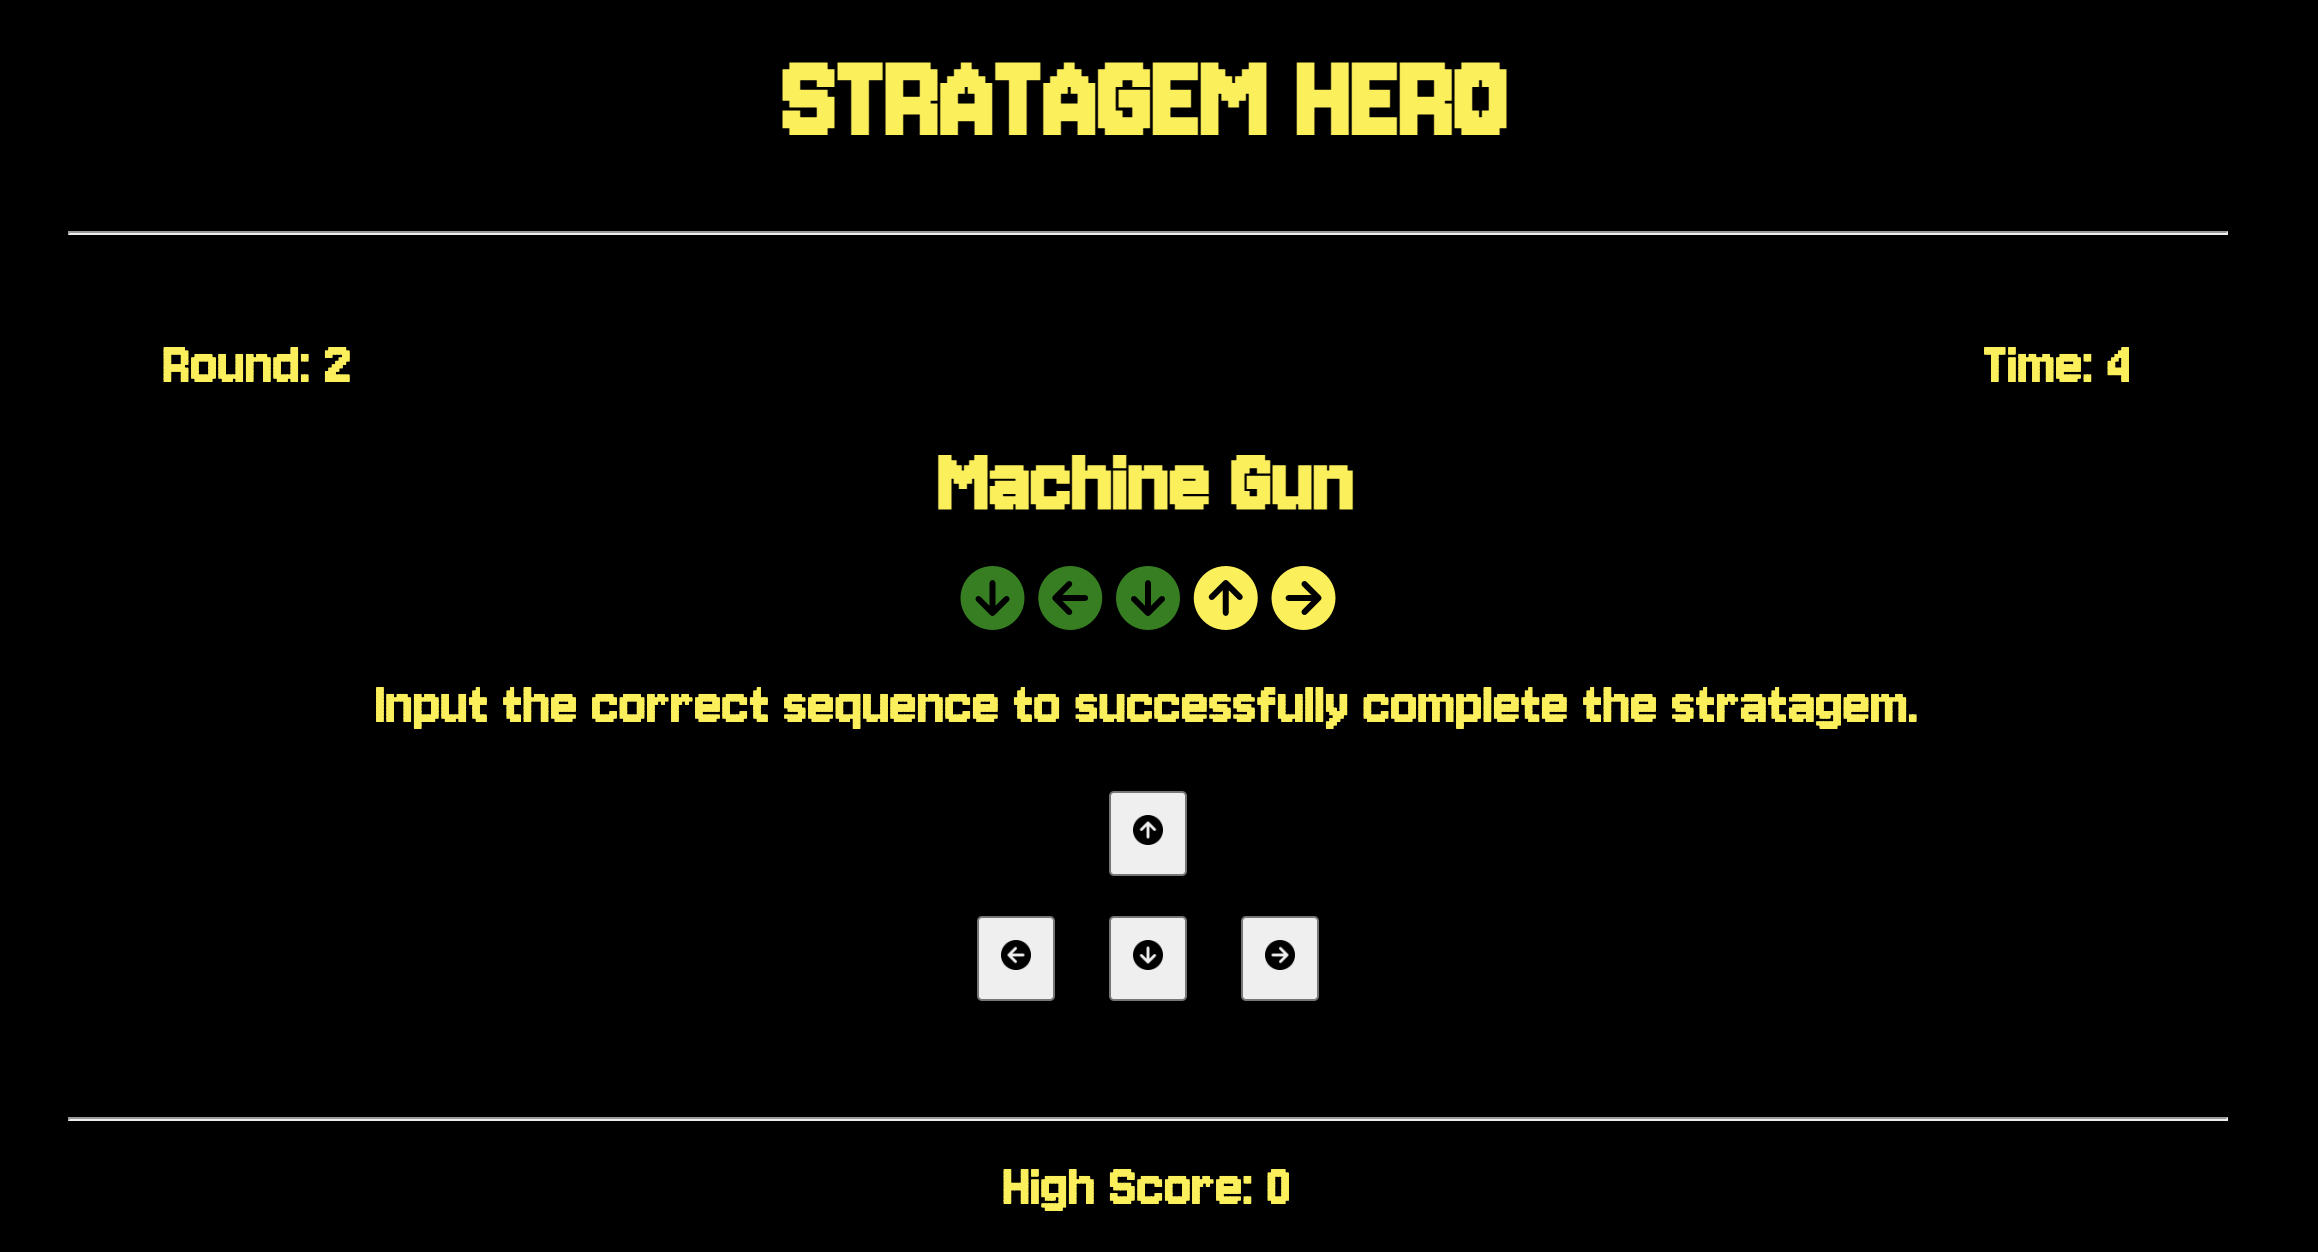 STRATAGEM HERO
Round: 2
Time: 4
Machine Gun
Input the correct sequence to successfully complete the stratagem.
High Score: 0